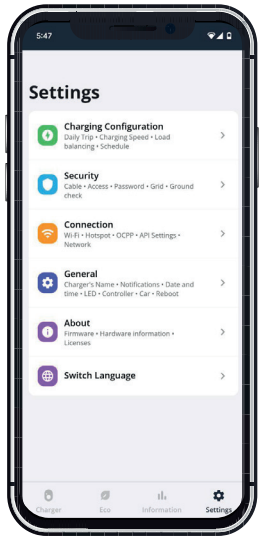 5:47
Settings
Charging Configuration
Daily Trip • Charging Speed • Load
balancing • Schedule
Security
Cable • Access • Password • Grid • Ground
check
Connection
Wi-Fi • Hotspot • OCPP • API Settings •
Network
General
Charger's Name • Notifications • Date and
time • LED • Controller • Car • Reboot
About
Firmware • Hardware information •
Licenses
Switch Language
Charger Eco Information Settings